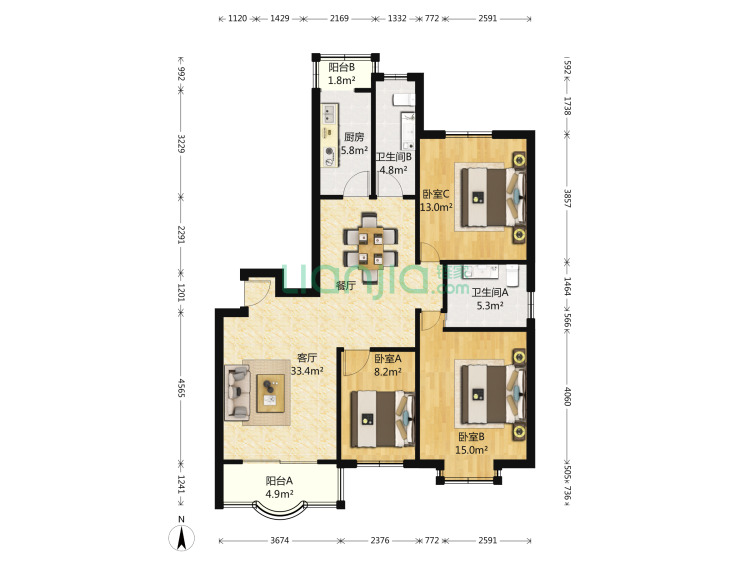 1120 1429 2169 1332 772 2591
992
3229
2291
1201
4565
1241
592
1738
3857
1464
566
4060
505
736
阳台B
1.8m²
厨房
5.8m²
卫生间B
4.8m²
卧室C
13.0m²
餐厅
lianjia.com
链家
卫生间A
5.3m²
客厅
33.4m²
卧室A
8.2m²
卧室B
15.0m²
阳台A
4.9m²
N
3674 2376 772 2591